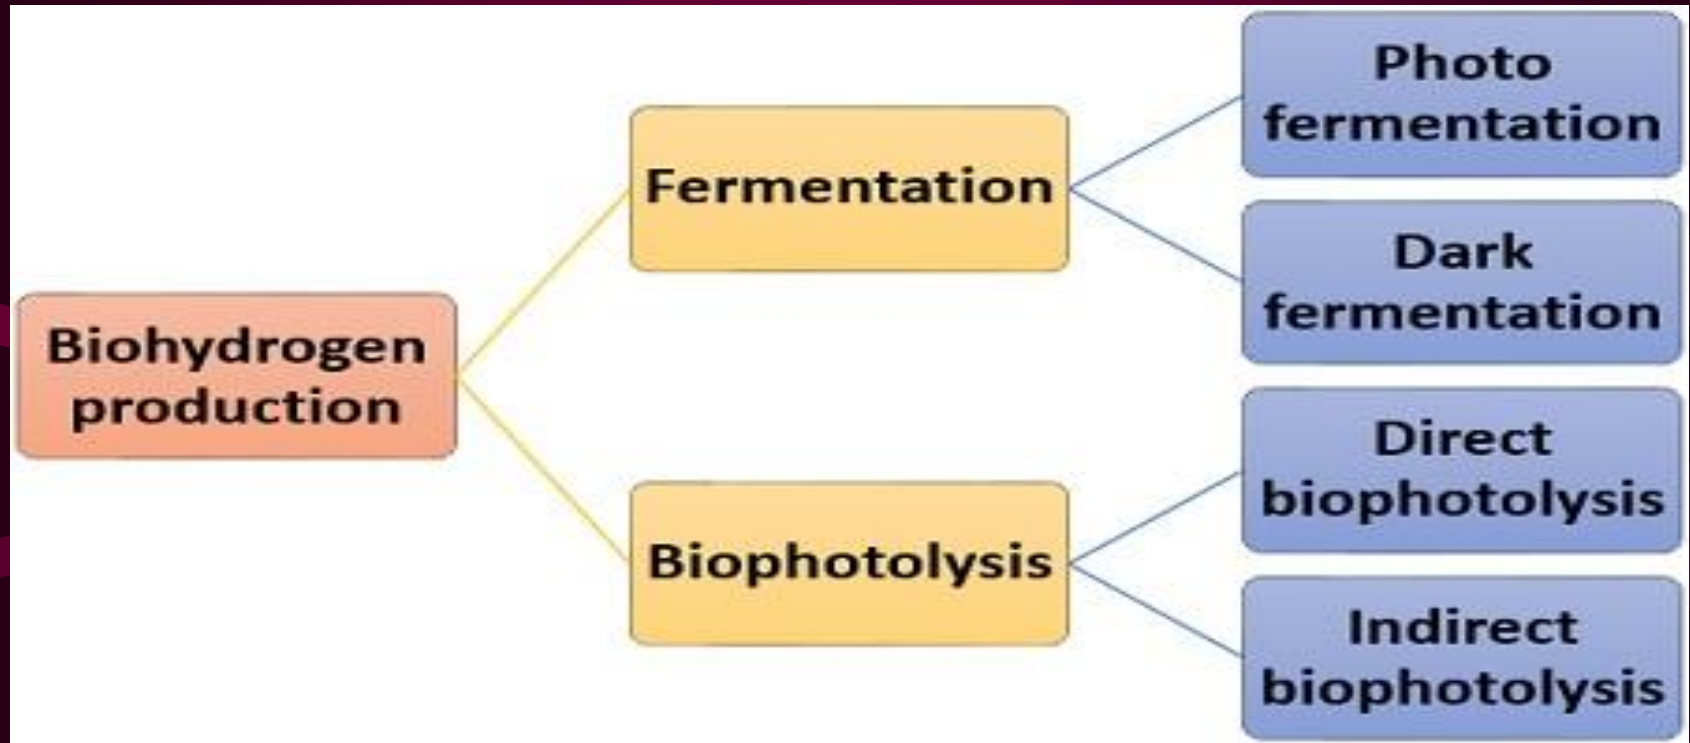 Biohydrogen
production
Fermentation
Photo
fermentation
Dark
fermentation
Biophotolysis
Direct
biophotolysis
Indirect
biophotolysis